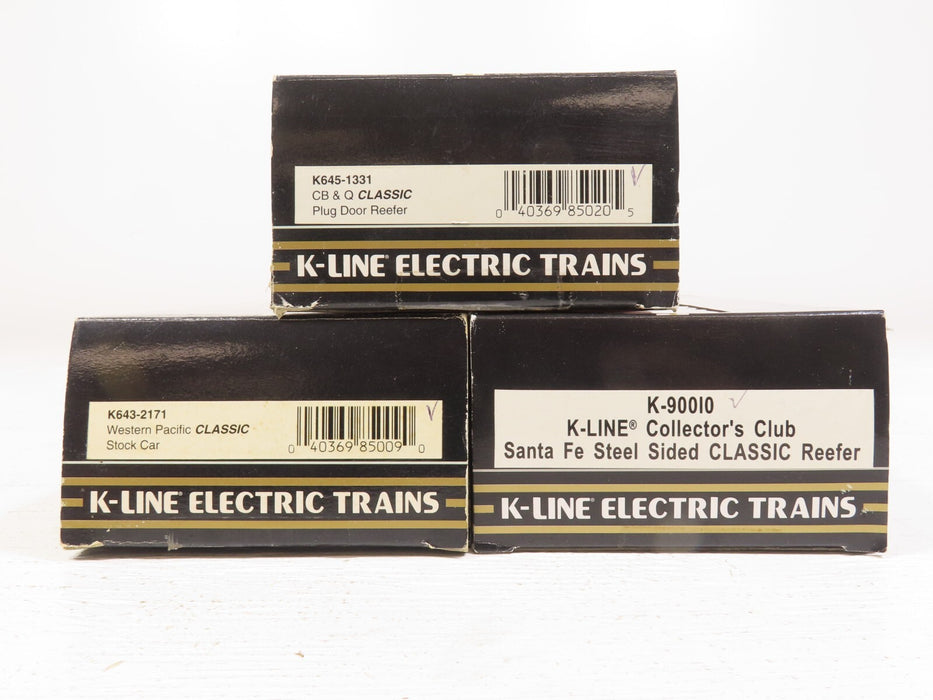 K645-1331
CB & Q CLASSIC
Plug Door Reefer
0 40369 85020 5
K-LINE® ELECTRIC TRAINS
K643-2171
Western Pacific CLASSIC
Stock Car
0 40369 85009 0
K-LINE® ELECTRIC TRAINS
K-90010
K-LINE® Collector's Club
Santa Fe Steel Sided CLASSIC Reefer
K-LINE® ELECTRIC TRAINS